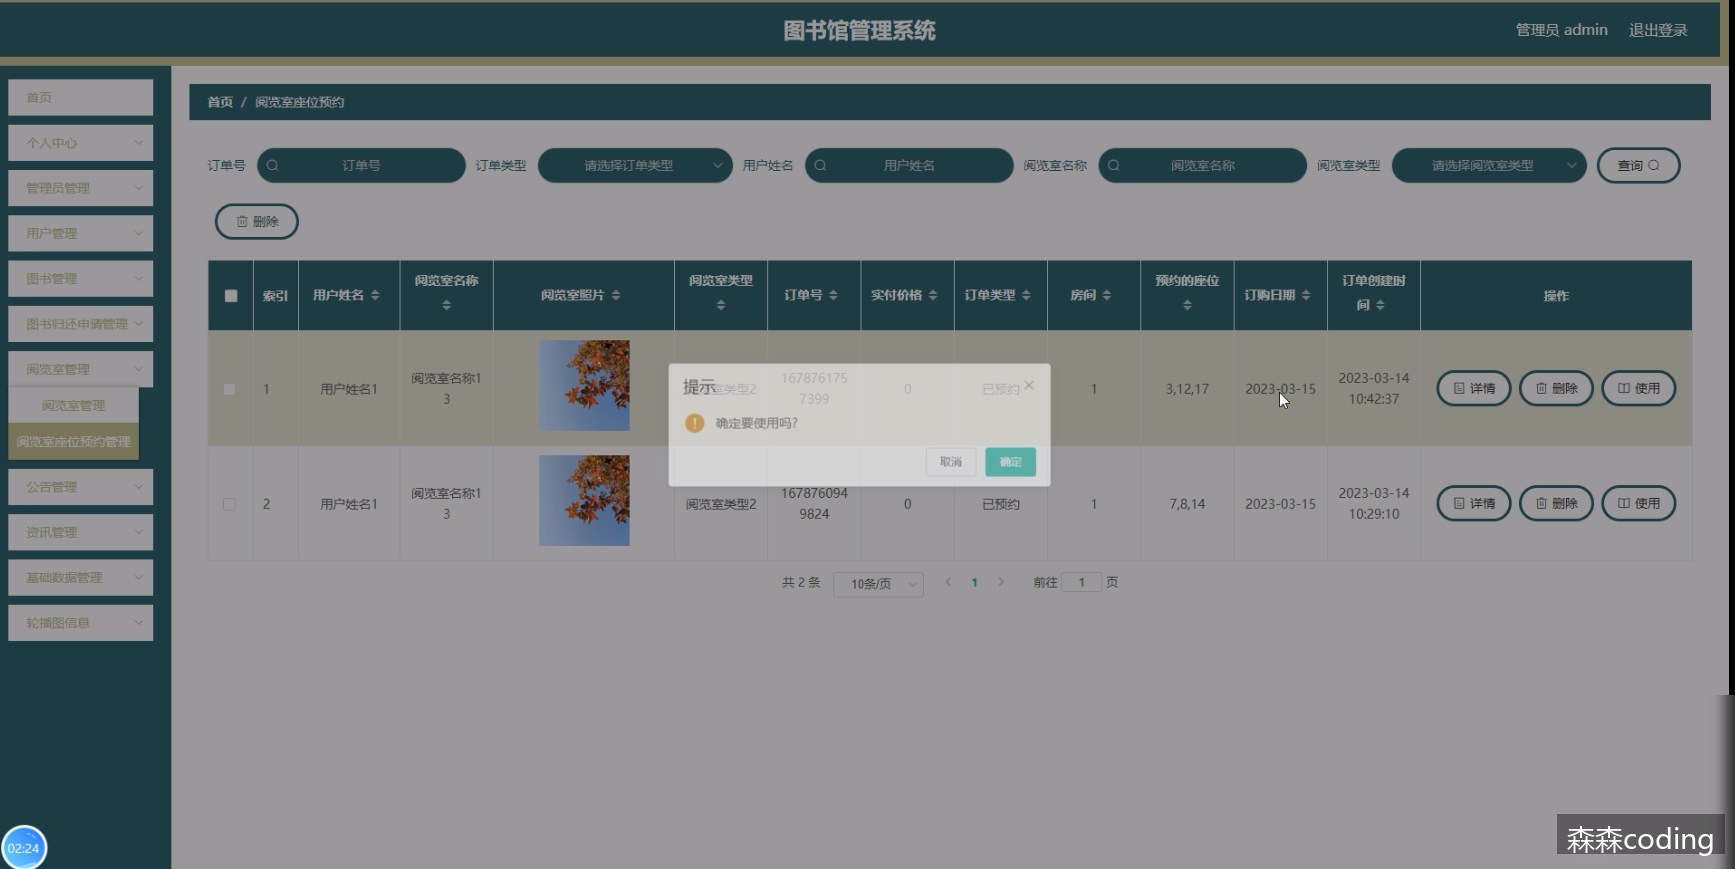 图书馆管理系统
管理员 admin
退出登录
首页
个人中心
管理员管理
用户管理
图书管理
图书归还申请管理
阅览室管理
阅览室管理
阅览室座位预约管理
公告管理
资讯管理
基础数据管理
轮播图信息
首页 / 阅览室座位预约
订单号 订单号 订单类型 请选择订单类型 用户姓名 用户姓名 阅览室名称 阅览室名称 阅览室类型 请选择阅览室类型 查询
删除
索引 用户姓名 阅览室名称 阅览室照片 阅览室类型 订单号 实付价格 订单类型 房间 预约的座位 订购日期 订单创建时
间
操作
1 用户姓名1 阅览室名称1
3
室类型2
167876175
7399
0 已预约 1 3,12,17 2023-03-15 2023-03-14
10:42:37
详情 删除 使用
提示
确定要使用吗?
取消 确定
2 用户姓名1 阅览室名称1
3
阅览室类型2 167876094
9824
0 已预约 1 7,8,14 2023-03-15 2023-03-14
10:29:10
详情 删除 使用
共 2 条 10条/页 1 前往 1 页
02:24
森森coding